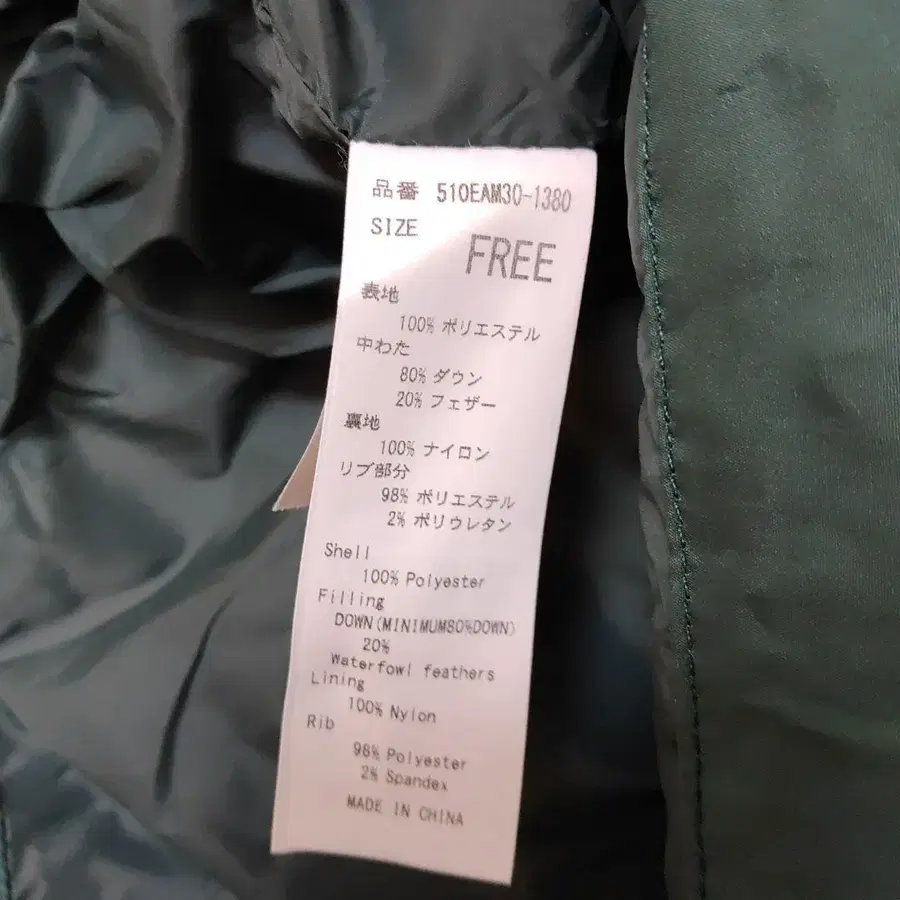 品番 510EAM30-1380
SIZE
FREE
表地
100% ポリエステル
中わた
80% ダウン
20% フェザー
裏地
100% ナイロン
リブ部分
98% ポリエステル
2% ポリウレタン
Shell
100% Polyester
Filling
DOWN(MINIMUM80%DOWN)
20%
Waterfowl feathers
Lining
100% Nylon
Rib
98% Polyester
2% Spandex
MADE IN CHINA